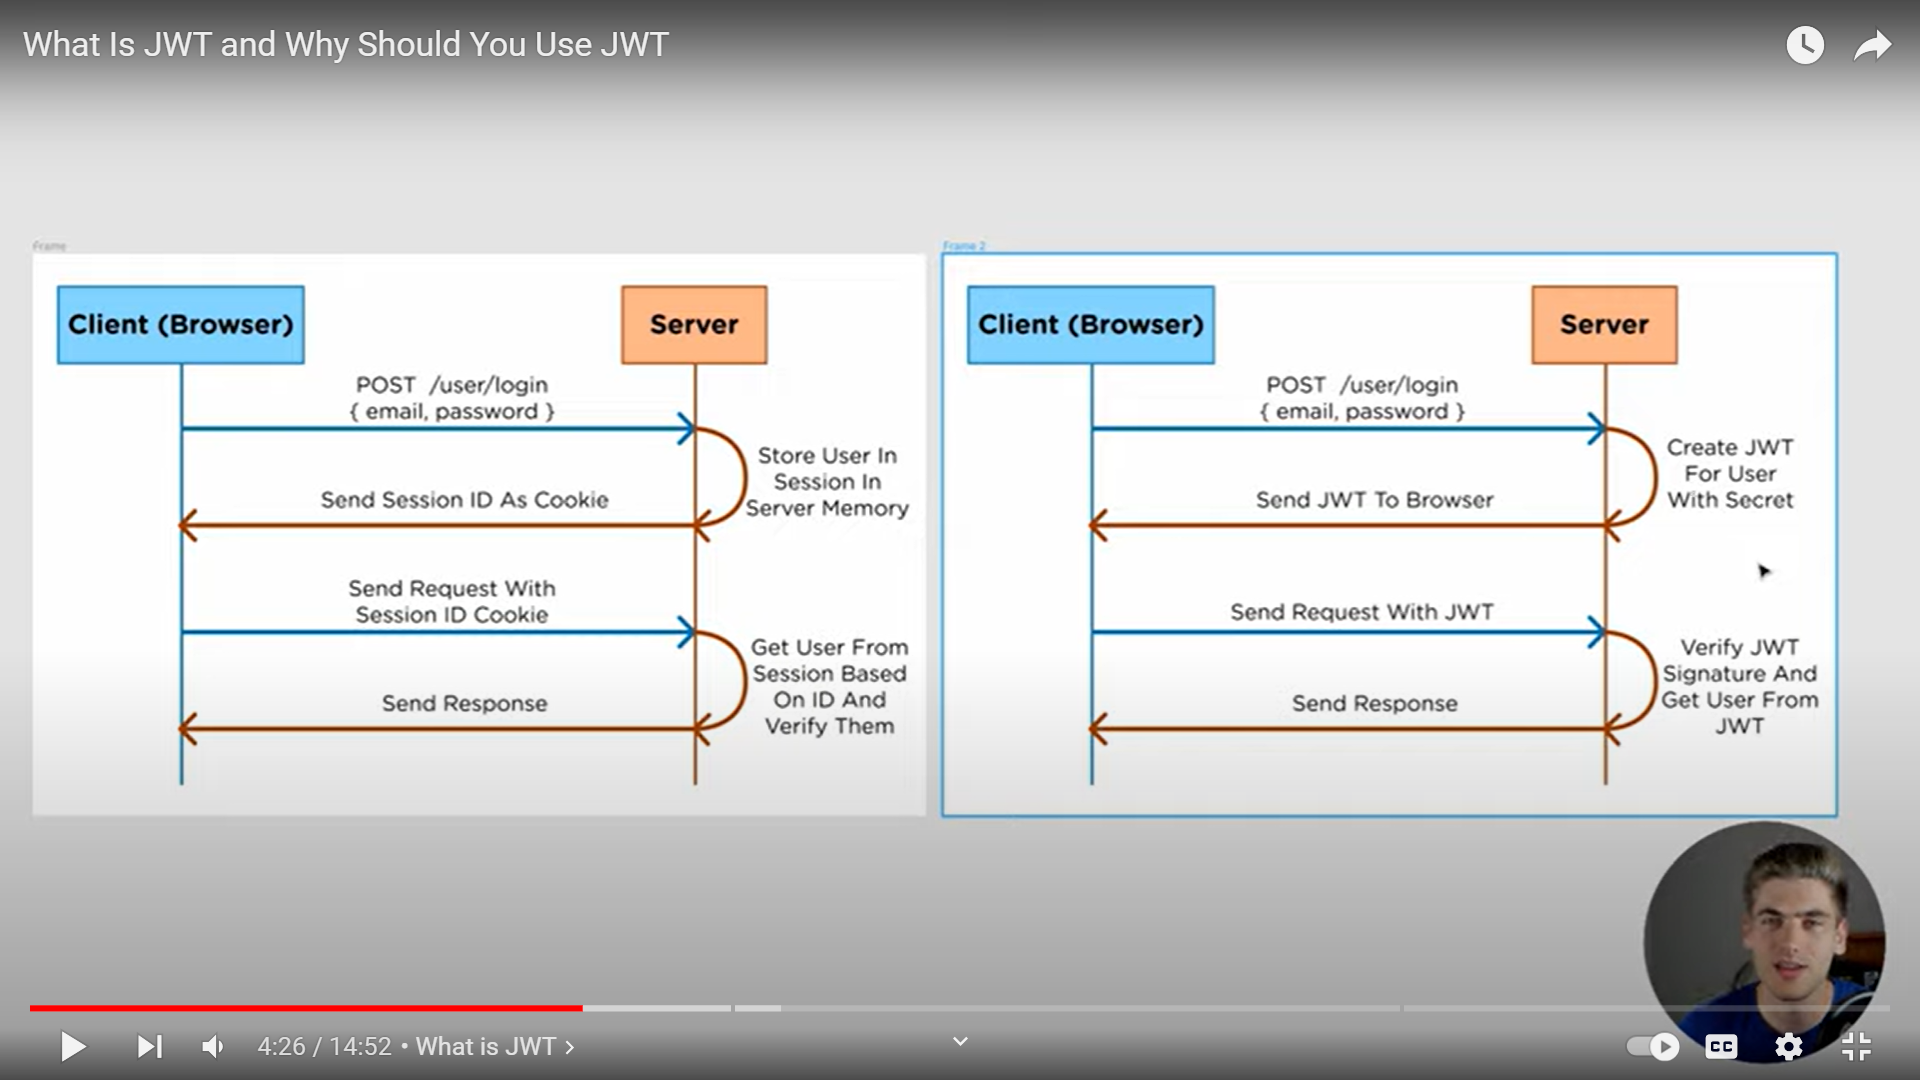 What Is JWT and Why Should You Use JWT
Frame
Client (Browser)
Server
POST /user/login
{ email, password }
Store User In
Session In
Server Memory
Send Session ID As Cookie
Send Request With
Session ID Cookie
Get User From
Session Based
On ID And
Verify Them
Send Response
Frame 2
Client (Browser)
Server
POST /user/login
{ email, password }
Create JWT
For User
With Secret
Send JWT To Browser
Send Request With JWT
Verify JWT
Signature And
Get User From
JWT
Send Response
4:26 / 14:52 • What is JWT
CC